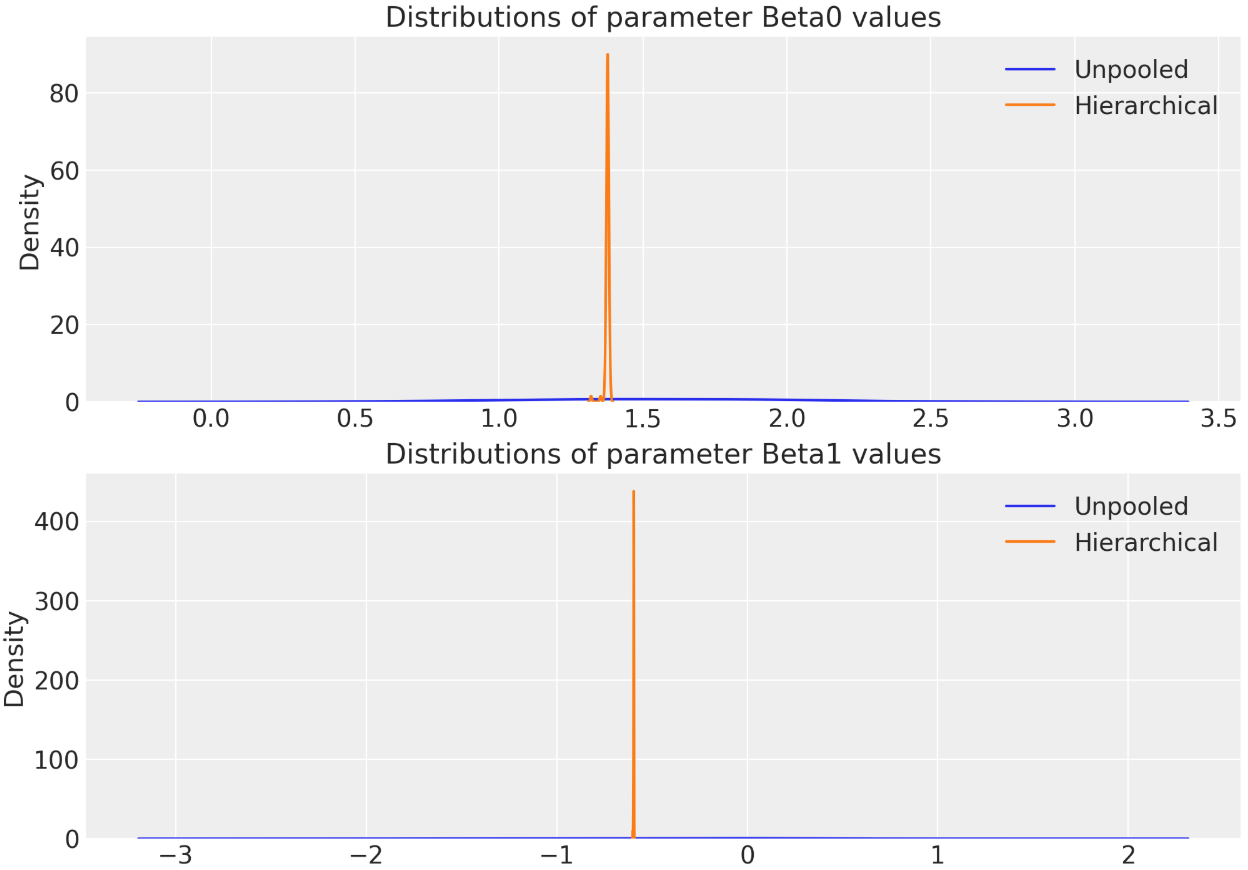 Distributions of parameter Beta0 values
Unpooled
Hierarchical
Density
80
60
40
20
0
0.0 0.5 1.0 1.5 2.0 2.5 3.0 3.5
Distributions of parameter Beta1 values
Unpooled
Hierarchical
Density
400
300
200
100
0
−3 −2 −1 0 1 2